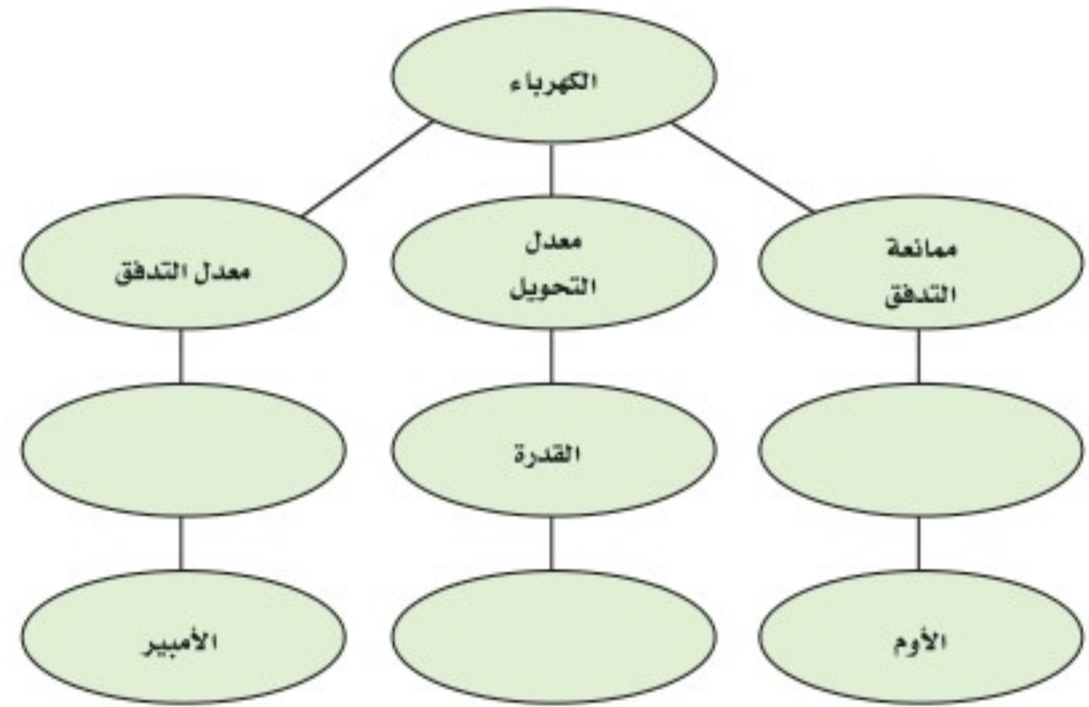 الكهرباء
ممانعة
التدفق
معدل
التحويل
معدل التدفق
القدرة
الأوم
الأمبير